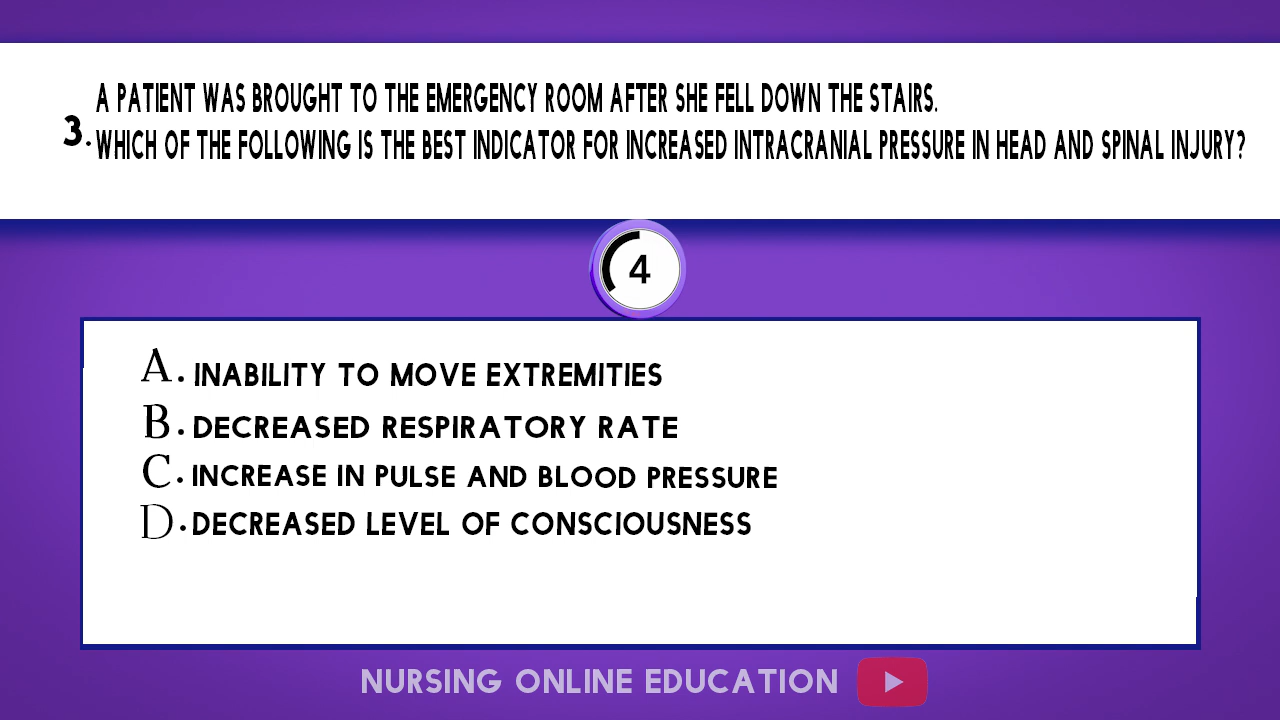 A PATIENT WAS BROUGHT TO THE EMERGENCY ROOM AFTER SHE FELL DOWN THE STAIRS.
3. WHICH OF THE FOLLOWING IS THE BEST INDICATOR FOR INCREASED INTRACRANIAL PRESSURE IN HEAD AND SPINAL INJURY?
4
A. INABILITY TO MOVE EXTREMITIES
B. DECREASED RESPIRATORY RATE
C. INCREASE IN PULSE AND BLOOD PRESSURE
D. DECREASED LEVEL OF CONSCIOUSNESS
NURSING ONLINE EDUCATION